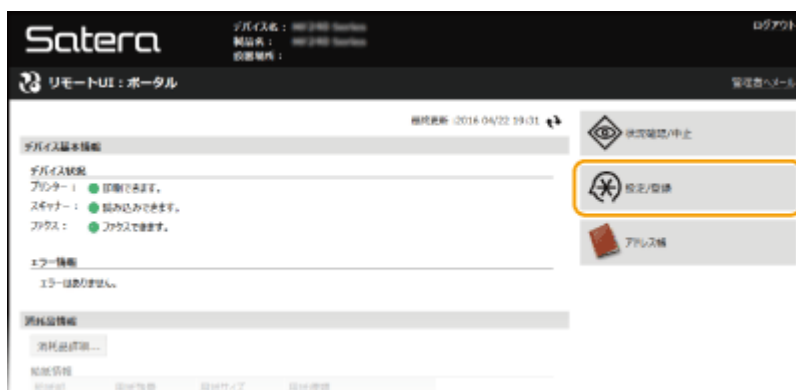 Satera
デバイス名 :
製品名 :
設置場所 :
ログアウト
リモートUI : ポータル
管理者へメール
最終更新 :2016 04/22 19:31
デバイス基本情報
デバイス状況
プリンター : 印刷できます。
スキャナー : 読み込みできます。
ファクス : ファクスできます。
エラー情報
エラーはありません。
消耗品情報
消耗品詳細...
給紙情報
状況確認/中止
設定/登録
アドレス帳